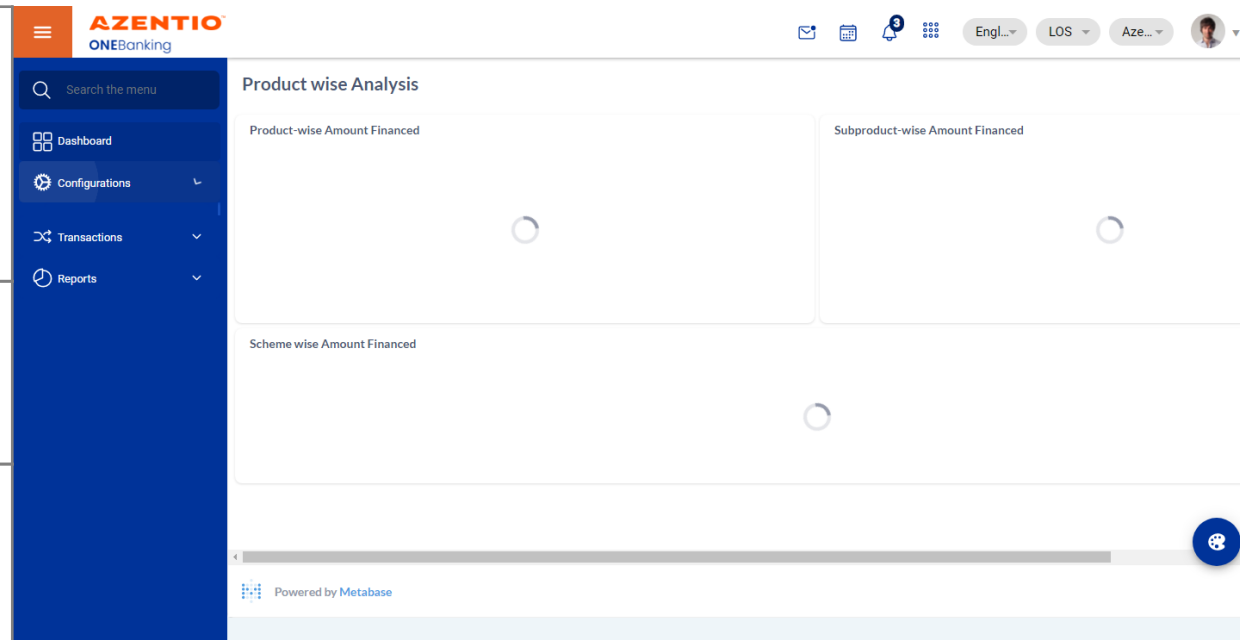 AZENTIO
ONEBanking
3
Engl...
LOS
Aze...
Search the menu
Dashboard
Configurations
Transactions
Reports
Product wise Analysis
Product-wise Amount Financed
Subproduct-wise Amount Financed
Scheme wise Amount Financed
Powered by Metabase